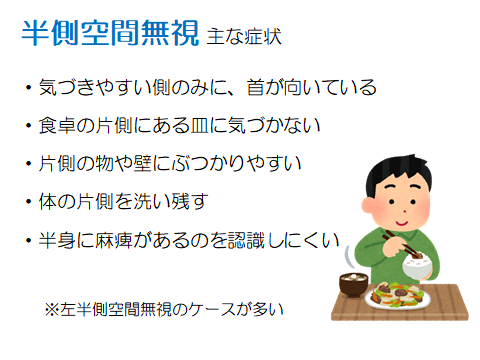 半側空間無視 主な症状
・気づきやすい側のみに、首が向いている
・食卓の片側にある皿に気づかない
・片側の物や壁にぶつかりやすい
・体の片側を洗い残す
・半身に麻痺があるのを認識しにくい
※左半側空間無視のケースが多い